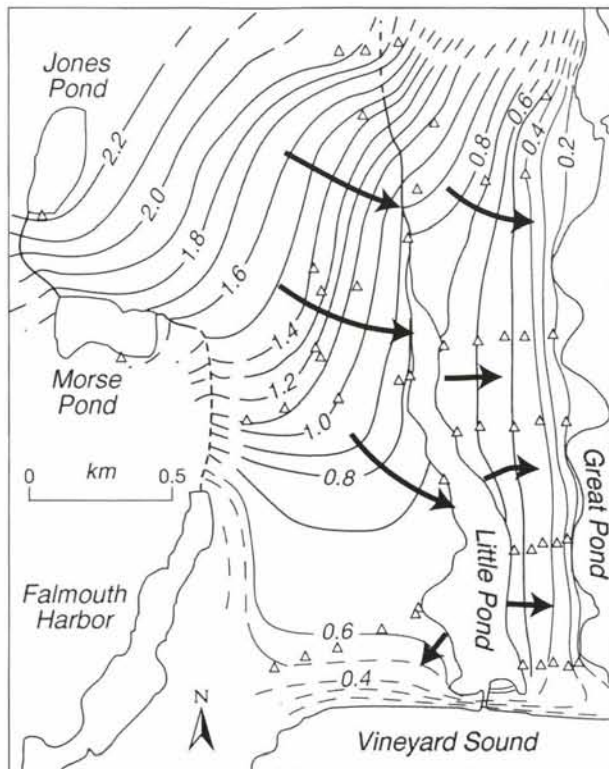 Jones
Pond
2.2
2.0
1.8
1.6
1.4
1.2
1.0
0.8
0.6
0.4
0.8
0.6
0.4
0.2
Morse
Pond
0
km
0.5
Falmouth
Harbor
Little Pond
Great Pond
N
Vineyard Sound